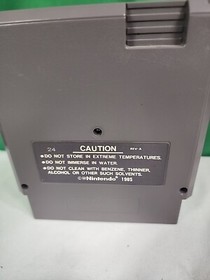 24 CAUTION REV-A
●DO NOT STORE IN EXTREME TEMPERATURES.
●DO NOT IMMERSE IN WATER.
●DO NOT CLEAN WITH BENZENE, THINNER,
ALCOHOL OR OTHER SUCH SOLVENTS.
©Nintendo 1985